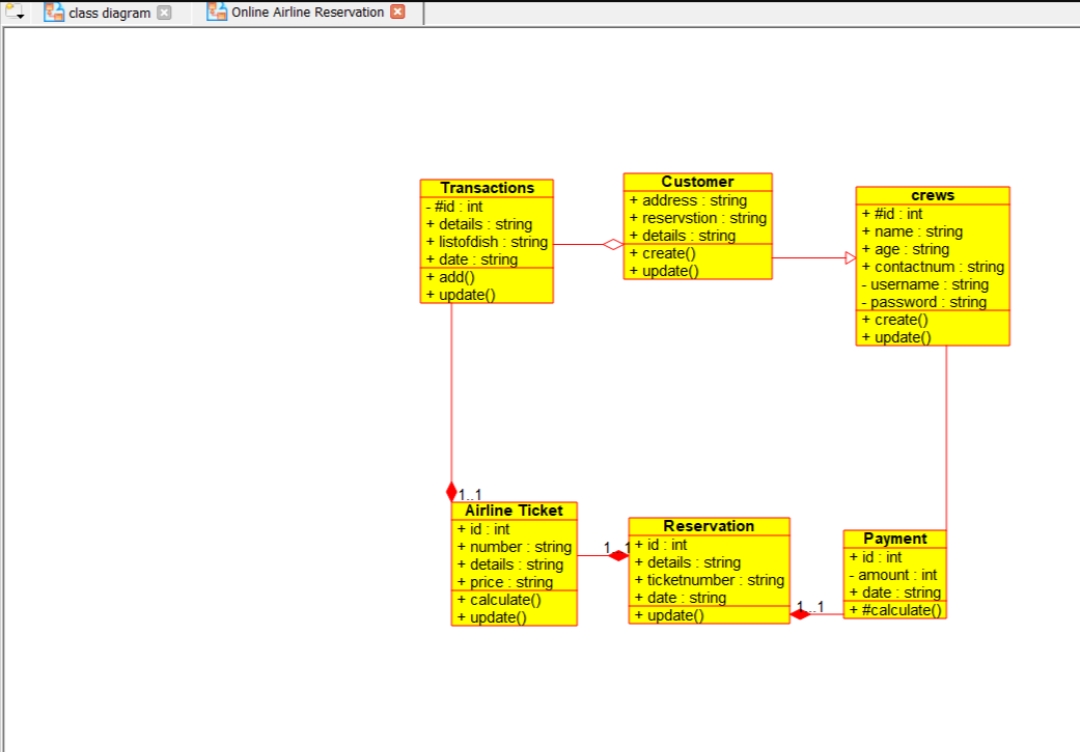 class diagram
Online Airline Reservation
Transactions
- #id : int
+ details : string
+ listofdish : string
+ date : string
+ add()
+ update()
Customer
+ address : string
+ reservstion : string
+ details : string
+ create()
+ update()
crews
+ #id : int
+ name : string
+ age : string
+ contactnum : string
- username : string
- password : string
+ create()
+ update()
1..1
Airline Ticket
+ id : int
+ number : string
+ details : string
+ price : string
+ calculate()
+ update()
1..1
Reservation
+ id : int
+ details : string
+ ticketnumber : string
+ date : string
+ update()
1..1
Payment
+ id : int
- amount : int
+ date : string
+ #calculate()